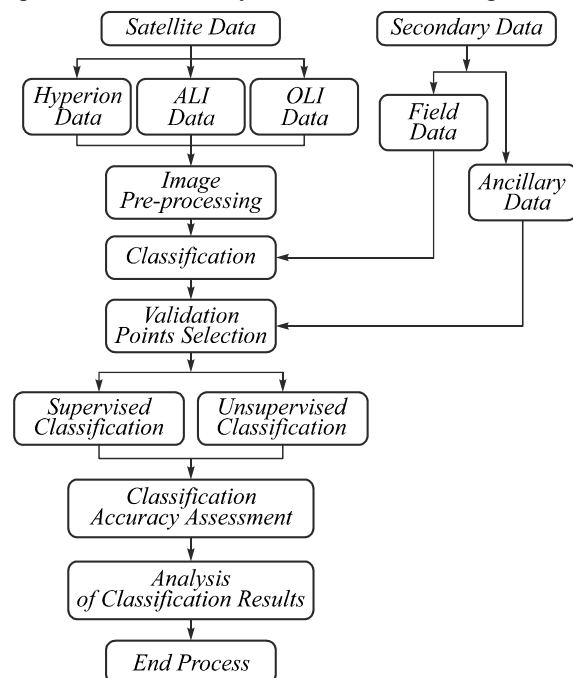 Satellite Data
Secondary Data
Hyperion
Data
ALI
Data
OLI
Data
Field
Data
Image
Pre-processing
Ancillary
Data
Classification
Validation
Points Selection
Supervised
Classification
Unsupervised
Classification
Classification
Accuracy Assessment
Analysis
of Classification Results
End Process